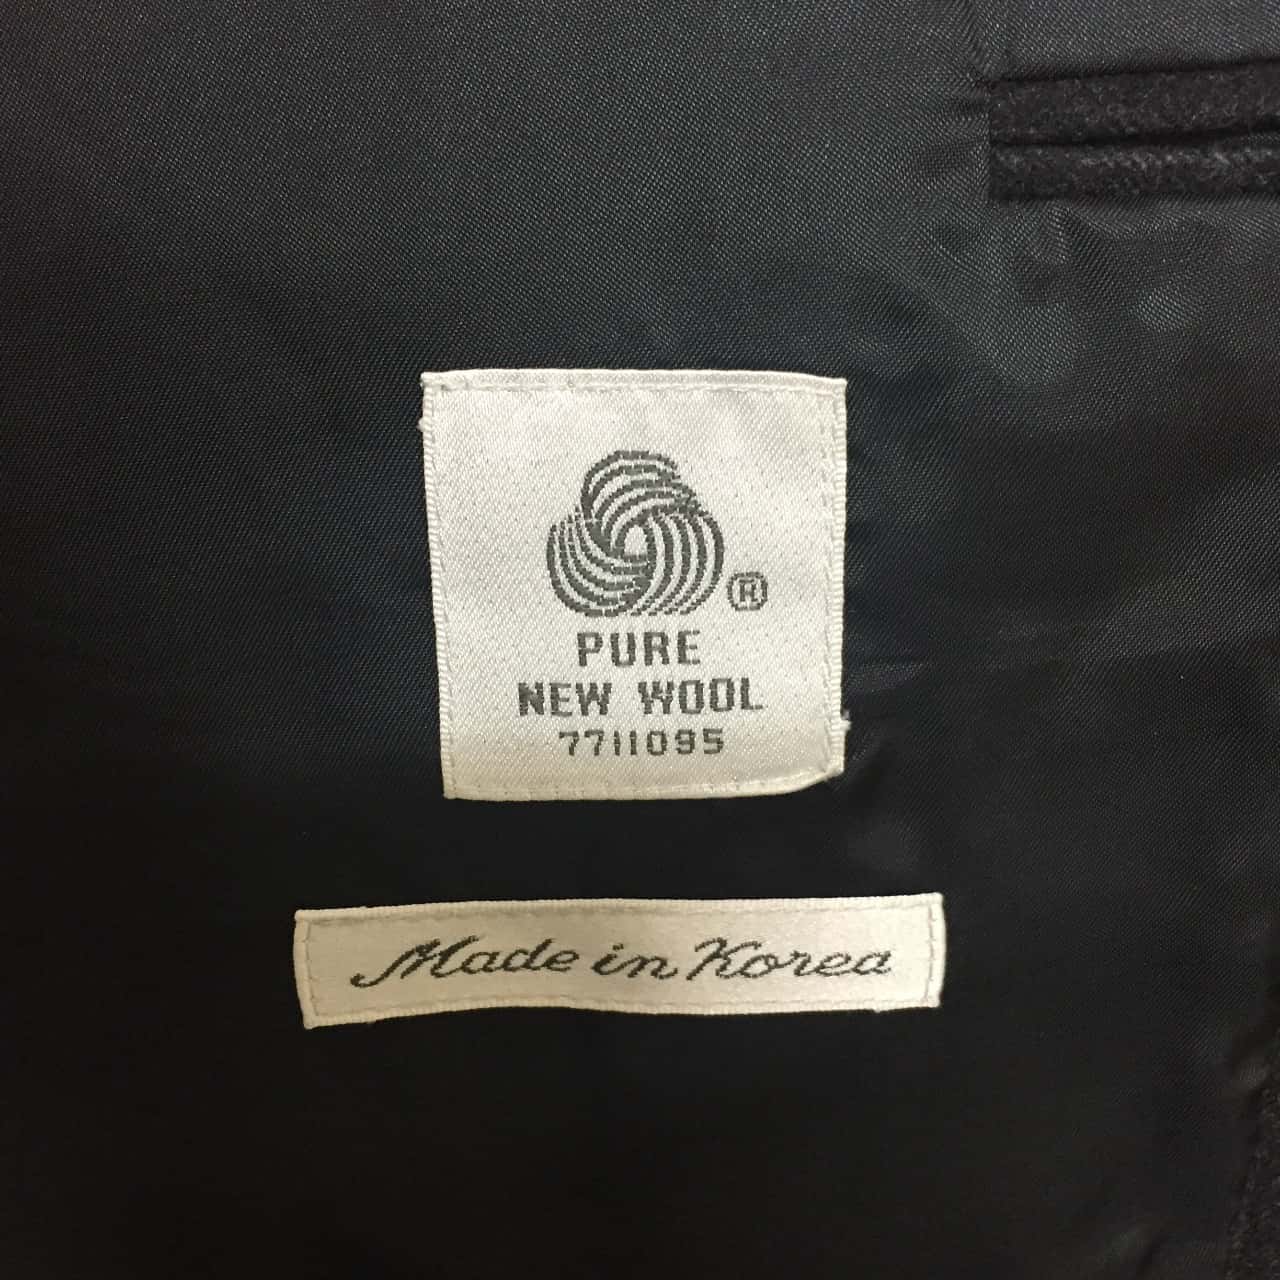 ®
PURE
NEW WOOL
7711095
Made in Korea